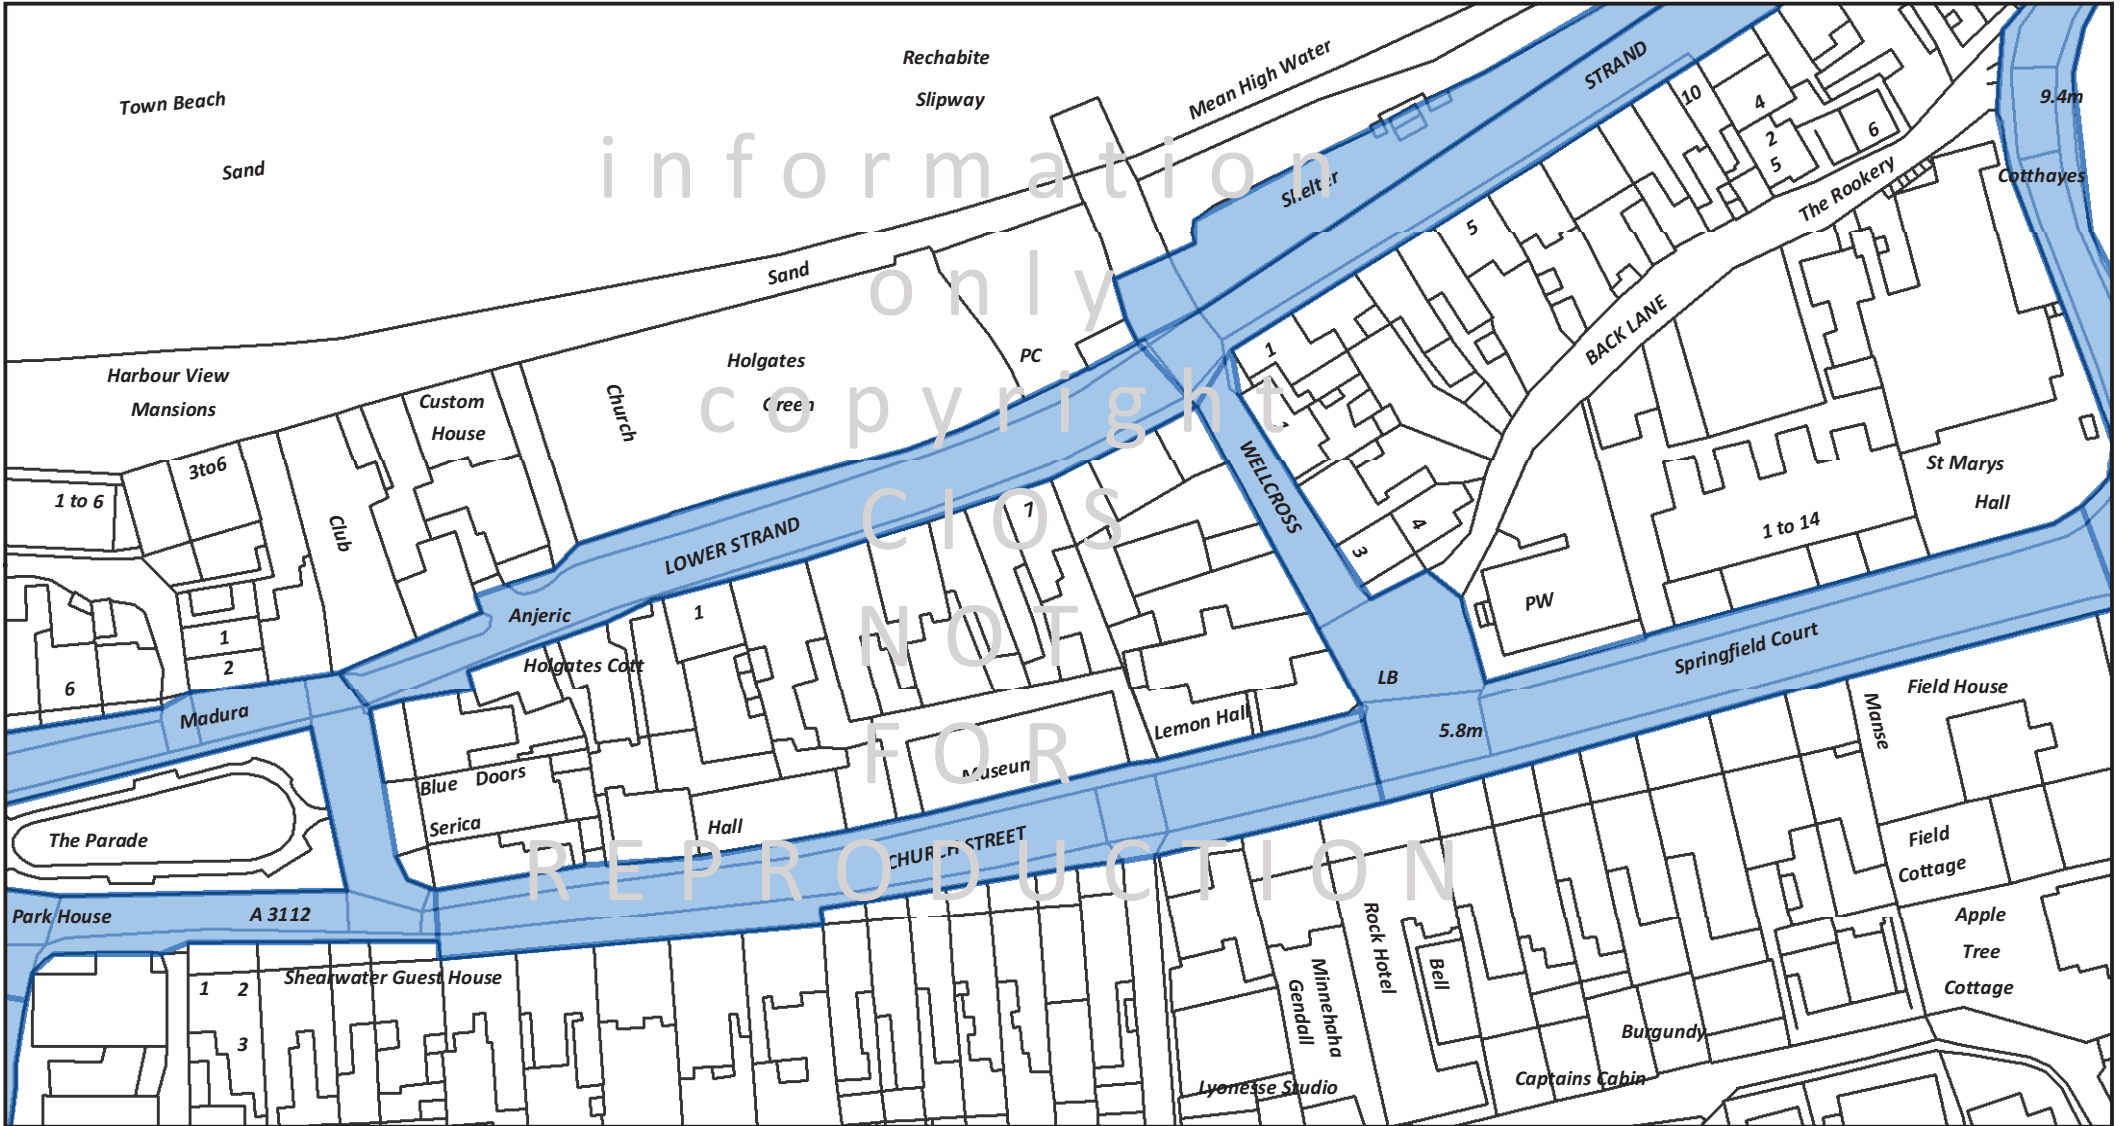 Rechabite
Slipway
Mean High Water
STRAND
Town Beach
Sand
information
10
4
2
5
6
9.4m
Cotthayes
The Rookery
Shelter
5
only
Sand
BACK LANE
Harbour View
Mansions
Holgates
Green
PC
1
Custom
House
Church
copyright
3to6
1 to 6
Club
WELLCROSS
St Marys
Hall
7
CIOS
LOWER STRAND
4
3
1 to 14
1
2
6
Anjeric
1
NOT
PW
Springfield Court
Holgates Cott
LB
5.8m
Field House
Manse
Madura
Lemon Hall
FOR
Blue Doors
Museum
Serica
Hall
The Parade
CHURCH STREET
REPRODUCTION
Field
Cottage
Park House
A 3112
Rock Hotel
Bell
Apple
Tree
Cottage
Shearwater Guest House
1
2
3
Gendall
Minnehaha
Burgundy
Lyonesse Studio
Captains Cabin